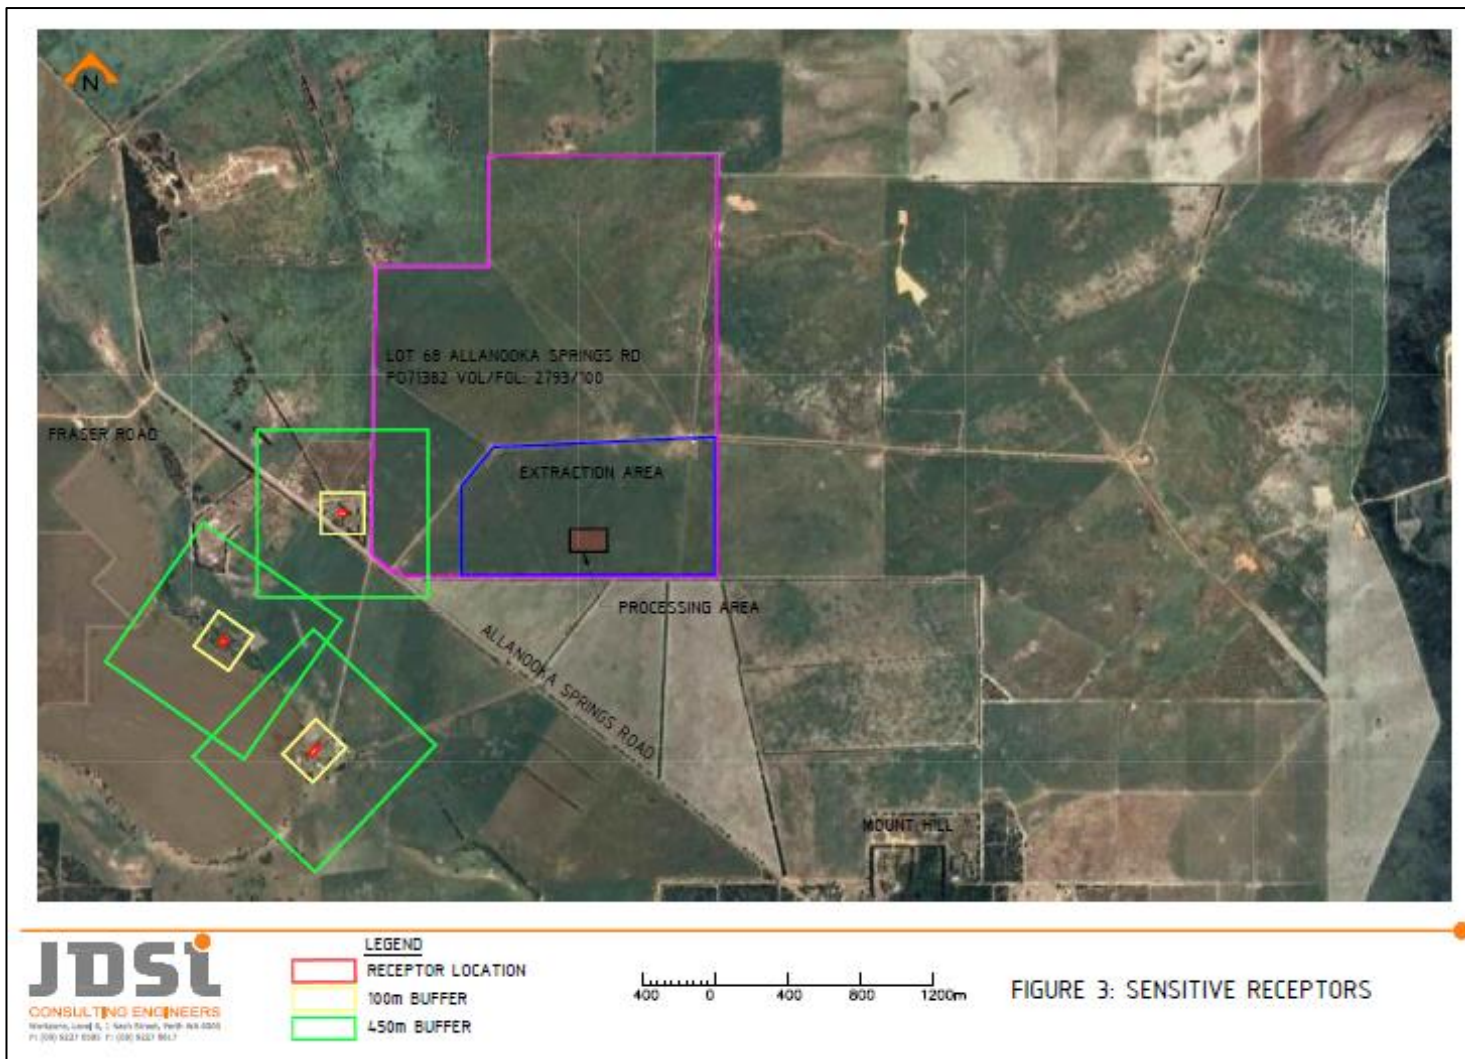 N
LOT 68 ALLANOOKA SPRINGS RD
P071382 VOL/FOL: 2793/100
FRASER ROAD
EXTRACTION AREA
PROCESSING AREA
ALLANOOKA SPRINGS ROAD
MOUNT HILL
JDSi
CONSULTING ENGINEERS
LEGEND
RECEPTOR LOCATION
100m BUFFER
450m BUFFER
400 0 400 800 1200m
FIGURE 3: SENSITIVE RECEPTORS